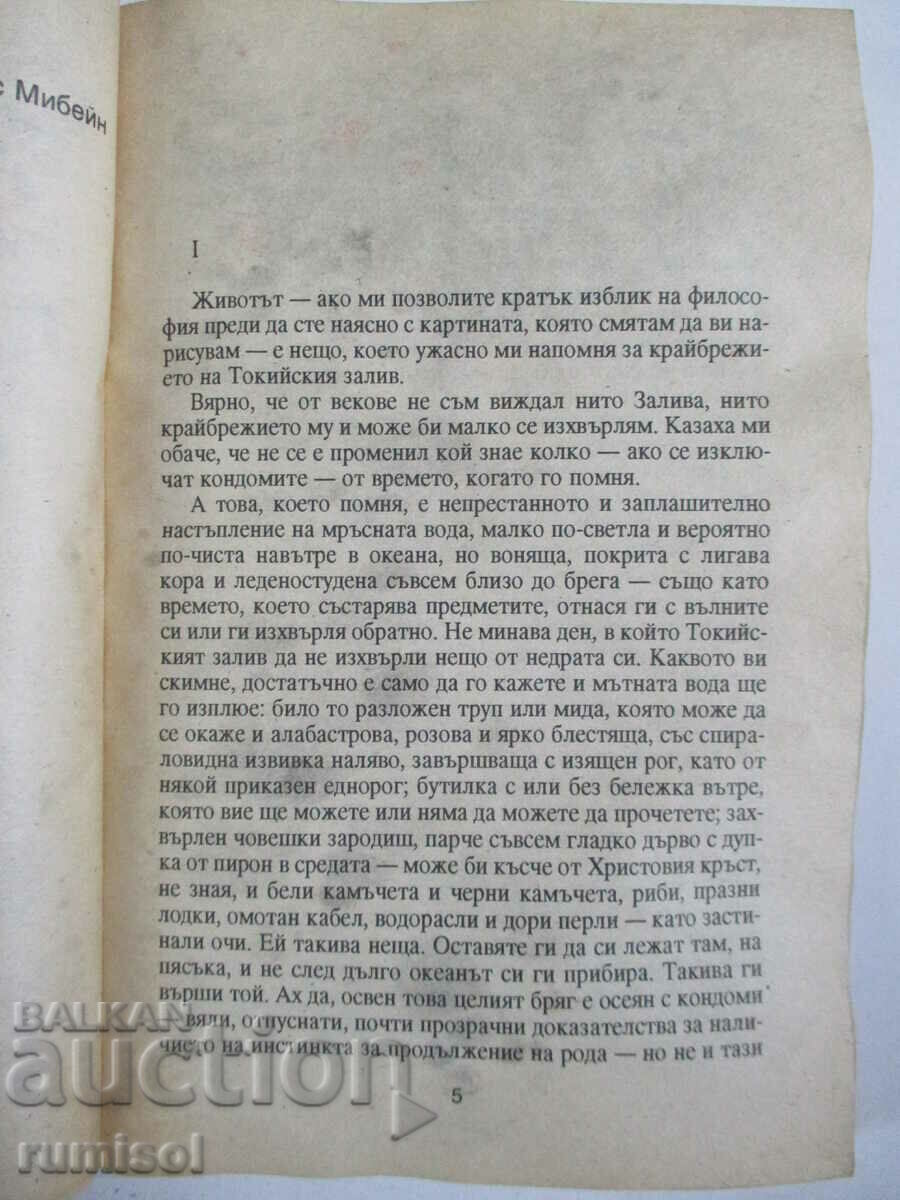 с Мибейн
I
Животът — ако ми позволите кратък изблик на филосо-
фия преди да сте наясно с картината, която смятам да ви на-
рисувам — е нещо, което ужасно ми напомня за крайбрежи-
ето на Токийския залив.
Вярно, че от векове не съм виждал нито Залива, нито
крайбрежието му и може би малко се изхвърлям. Казаха ми
обаче, че не се е променил кой знае колко — ако се изклю-
чат кондомите — от времето, когато го помня.
А това, което помня, е непрестанното и заплашително
настъпление на мръсната вода, малко по-светла и вероятно
по-чиста навътре в океана, но воняща, покрита с лигава
кора и леденостудена съвсем близо до брега — също като
времето, което състарява предметите, отнася ги с вълните
си или ги изхвърля обратно. Не минава ден, в който Токийс-
кият залив да не изхвърли нещо от недрата си. Каквото ви
скимне, достатъчно е само да го кажете и мътната вода ще
го изплюе: било то разложен труп или мида, която може да
се окаже и алабастрова, розова и ярко блестяща, със спира-
ловидна извивка наляво, завършваща с изящен рог, като от
някой приказен еднорог; бутилка с или без бележка вътре,
която вие ще можете или няма да можете да прочетете; зах-
върлен човешки зародиш, парче съвсем гладко дърво с дуп-
ка от пирон в средата — може би късче от Христовия кръст,
не зная, и бели камъчета и черни камъчета, риби, празни
лодки, омотан кабел, водорасли и дори перли — като засти-
нали очи. Ей такива неща. Оставяте ги да си лежат там, на
пясъка, и не след дълго океанът си ги прибира. Такива ги
върши той. Ах да, освен това целият бряг е осеян с кондоми
— вяли, отпуснати, почти прозрачни доказателства за нали-
чието на инстинкта за продължение на рода — но не и тази
5
BALKAN
auction
rumisol